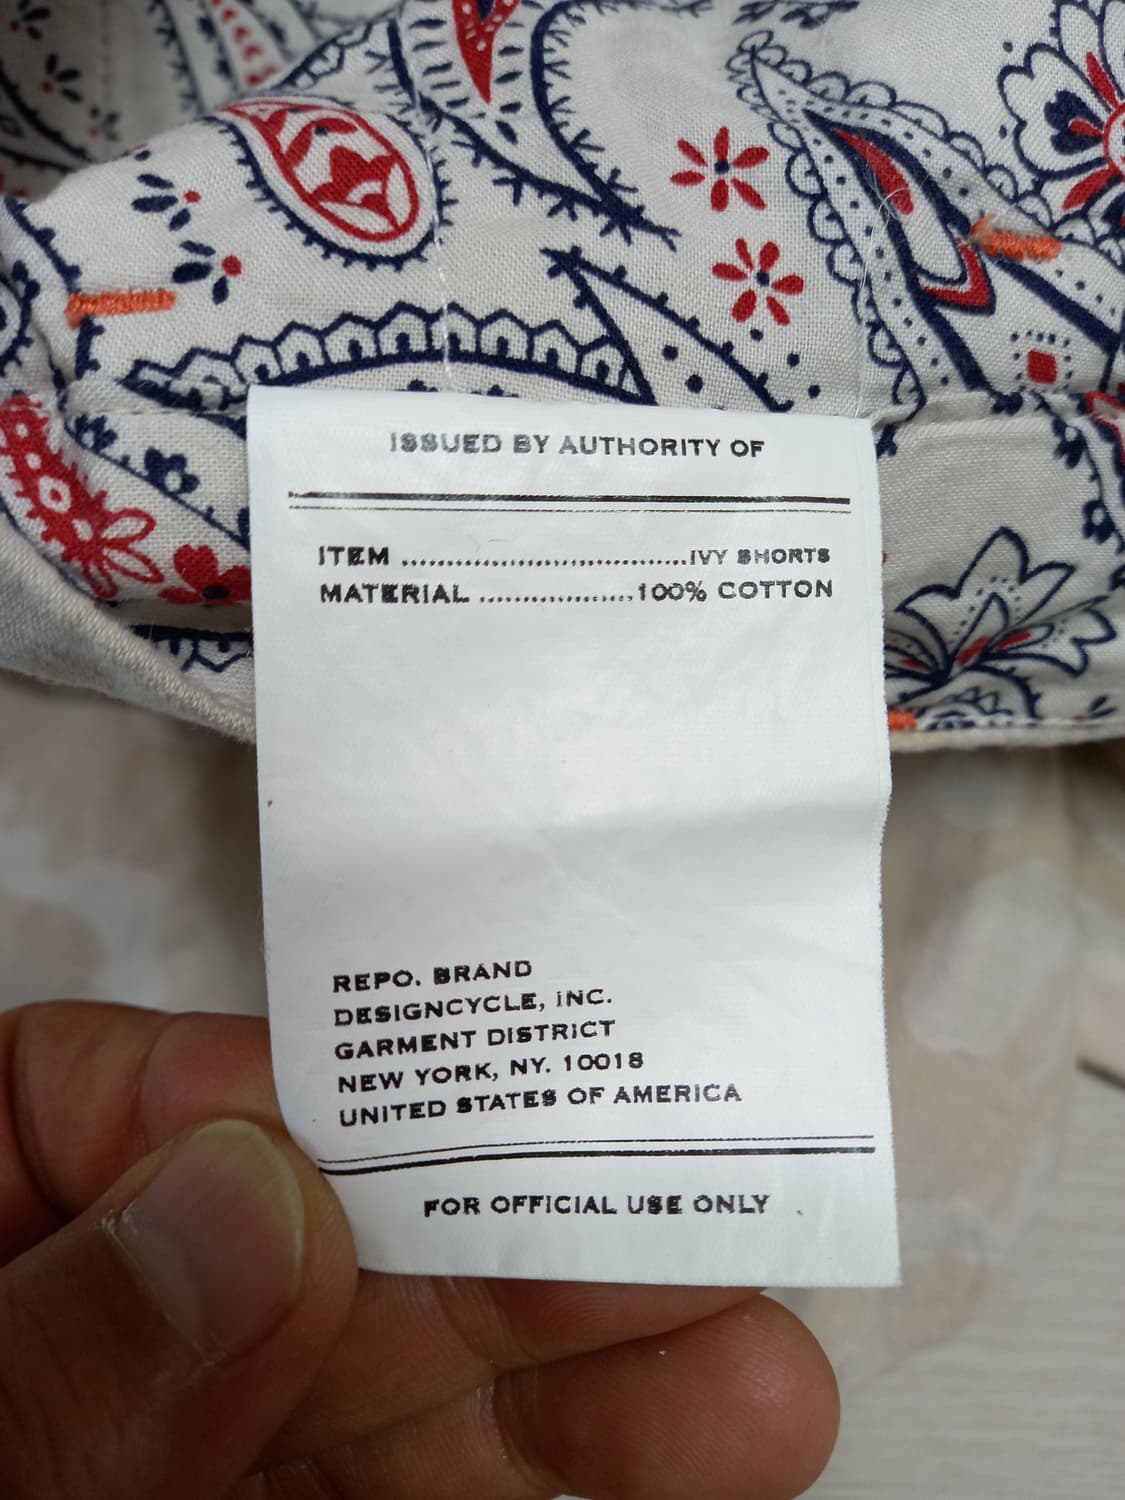 ISSUED BY AUTHORITY OF
ITEM ................................IVY SHORTS
MATERIAL ..................100% COTTON
REPO. BRAND
DESIGNCYCLE, INC.
GARMENT DISTRICT
NEW YORK, NY. 10018
UNITED STATES OF AMERICA
FOR OFFICIAL USE ONLY